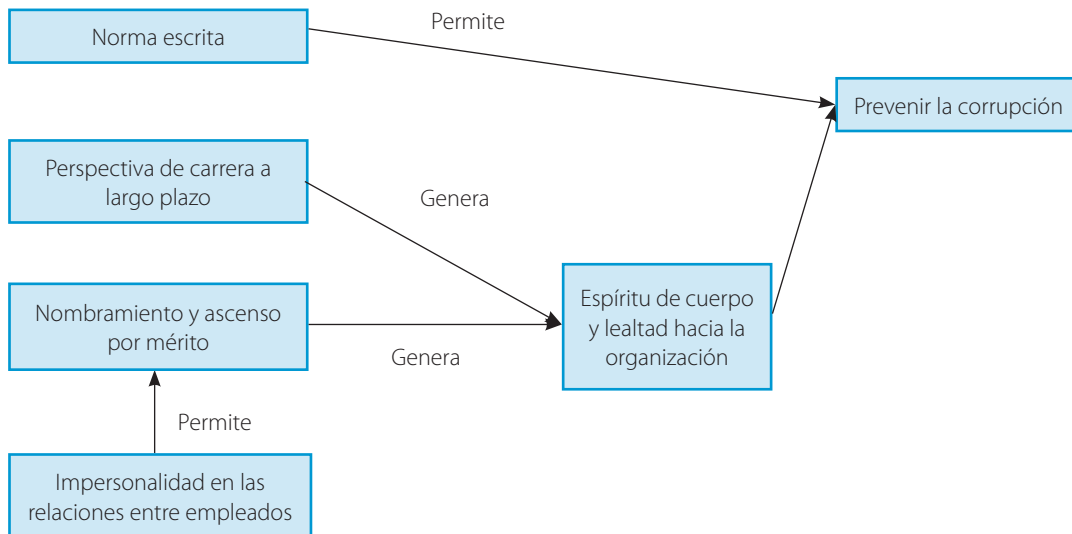 Permite
Norma escrita
Prevenir la corrupción
Perspectiva de carrera a
largo plazo
Genera
Nombramiento y ascenso
por mérito
Genera
Espíritu de cuerpo
y lealtad hacia la
organización
Permite
Impersonalidad en las
relaciones entre empleados